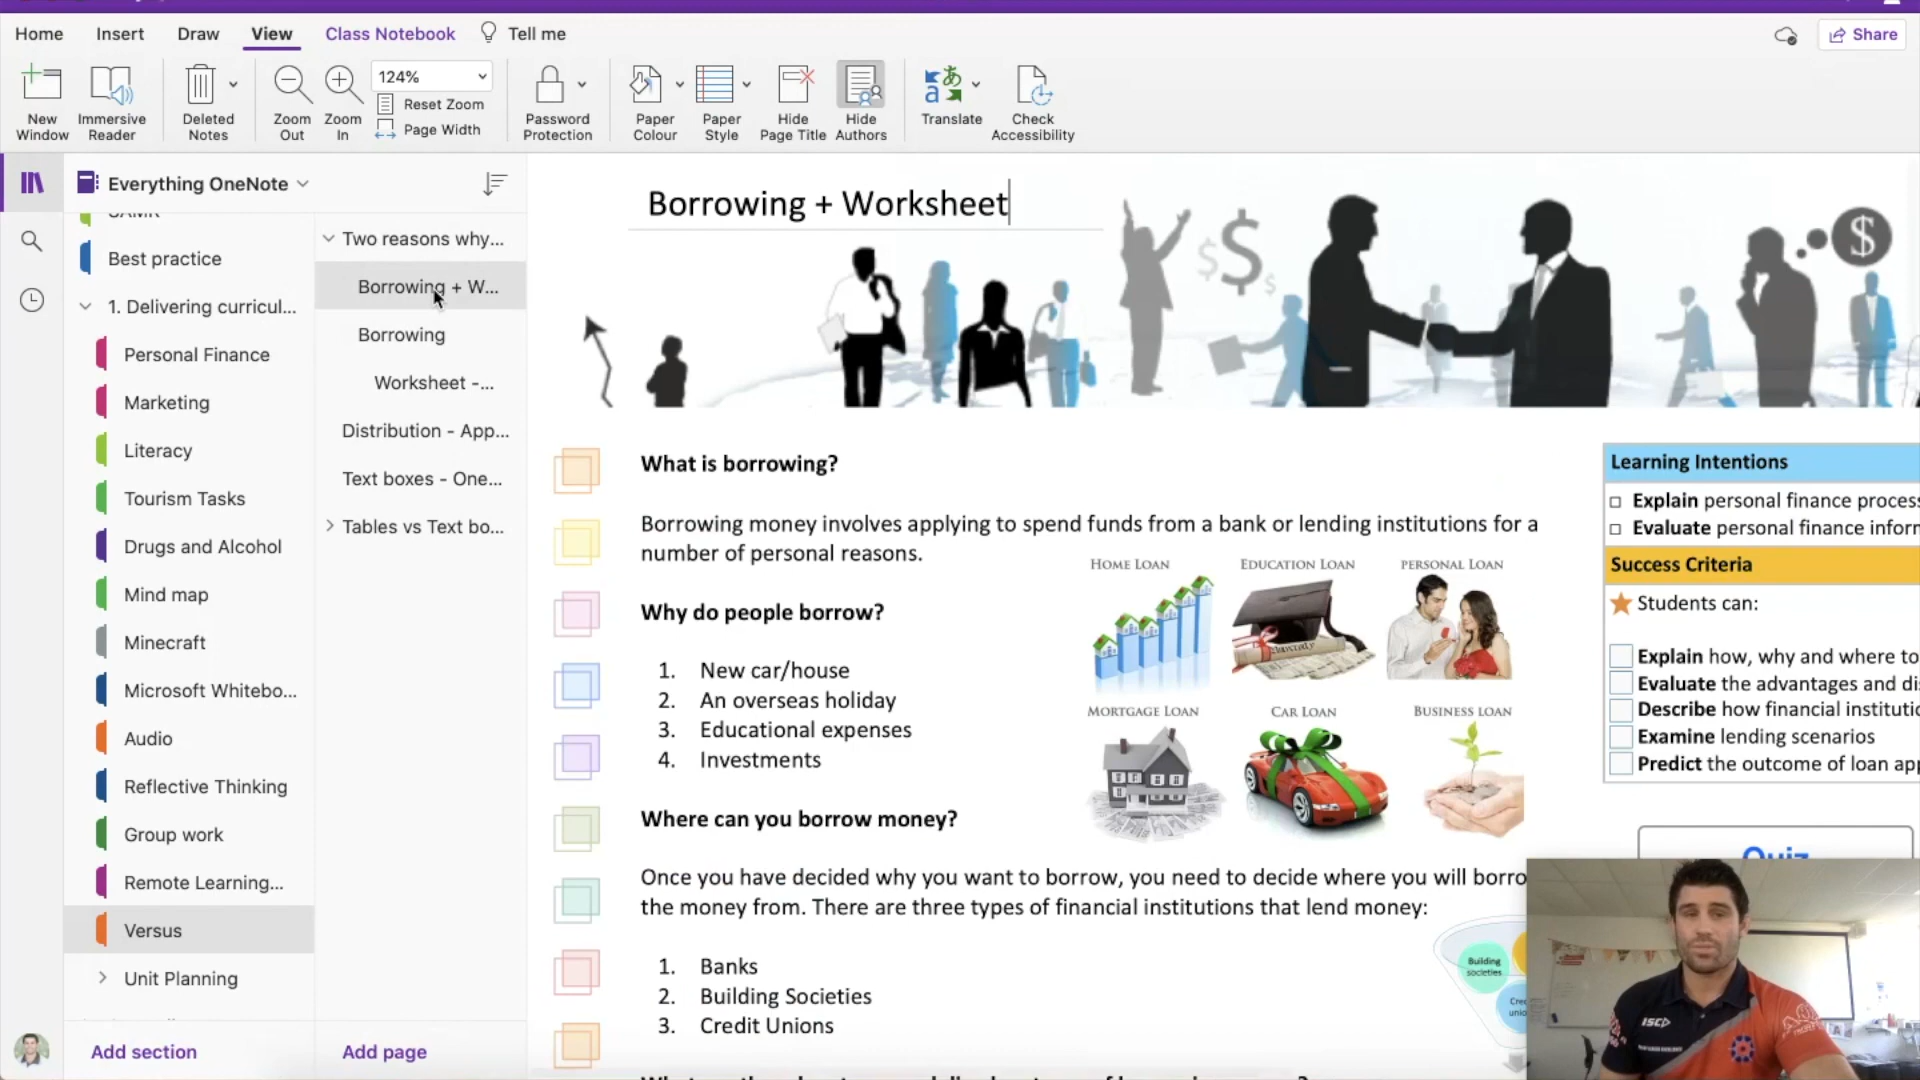 Home Insert Draw View Class Notebook Tell me
Share
New Window
Immersive Reader
Deleted Notes
Zoom Out
Zoom In
124%
Reset Zoom
Page Width
Password Protection
Paper Colour
Paper Style
Hide Page Title
Hide Authors
Translate
Check Accessibility
Everything OneNote
SAMR
Best practice
1. Delivering curricul...
Personal Finance
Marketing
Literacy
Tourism Tasks
Drugs and Alcohol
Mind map
Minecraft
Microsoft Whitebo...
Audio
Reflective Thinking
Group work
Remote Learning...
Versus
Unit Planning
Add section
Two reasons why...
Borrowing + W...
Borrowing
Worksheet -...
Distribution - App...
Text boxes - One...
Tables vs Text bo...
Add page
Borrowing + Worksheet
What is borrowing?
Borrowing money involves applying to spend funds from a bank or lending institutions for a
number of personal reasons.
HOME LOAN EDUCATION LOAN PERSONAL LOAN
Why do people borrow?
1. New car/house
2. An overseas holiday
3. Educational expenses
4. Investments
MORTGAGE LOAN CAR LOAN BUSINESS LOAN
Where can you borrow money?
Once you have decided why you want to borrow, you need to decide where you will borro
the money from. There are three types of financial institutions that lend money:
1. Banks
2. Building Societies
3. Credit Unions
Building societies
Learning Intentions
Explain personal finance process
Evaluate personal finance inforr
Success Criteria
Students can:
Explain how, why and where to
Evaluate the advantages and di
Describe how financial instituti
Examine lending scenarios
Predict the outcome of loan app
Quiz
ISC